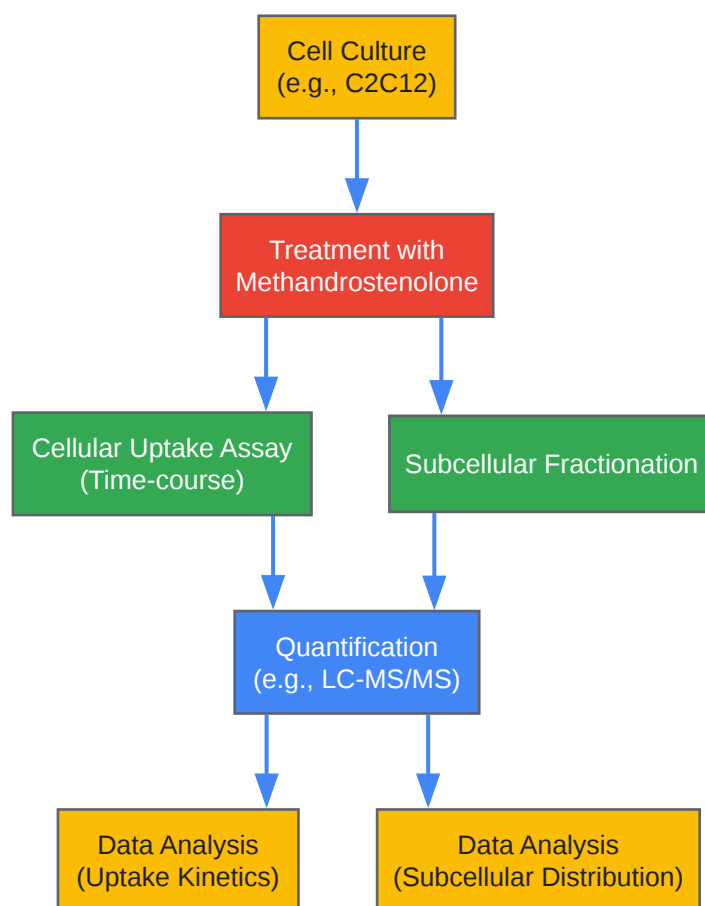 Cell Culture
(e.g., C2C12)
Treatment with
Methandrostenolone
Cellular Uptake Assay
(Time-course)
Subcellular Fractionation
Quantification
(e.g., LC-MS/MS)
Data Analysis
(Uptake Kinetics)
Data Analysis
(Subcellular Distribution)